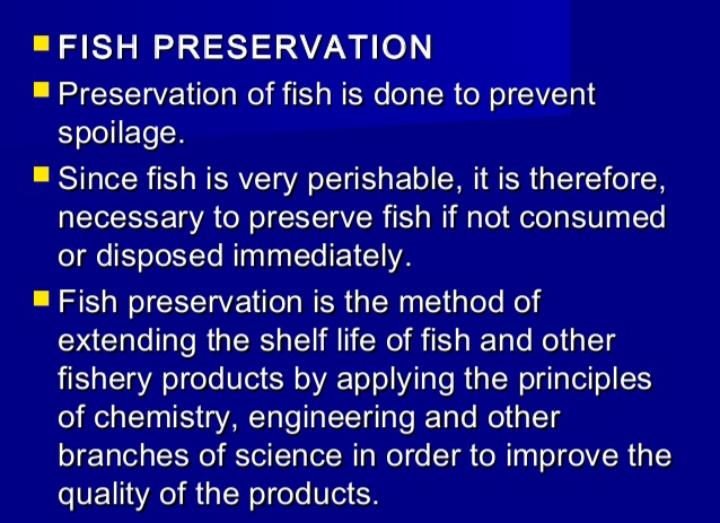 FISH PRESERVATION
Preservation of fish is done to prevent
spoilage.
Since fish is very perishable, it is therefore,
necessary to preserve fish if not consumed
or disposed immediately.
Fish preservation is the method of
extending the shelf life of fish and other
fishery products by applying the principles
of chemistry, engineering and other
branches of science in order to improve the
quality of the products.